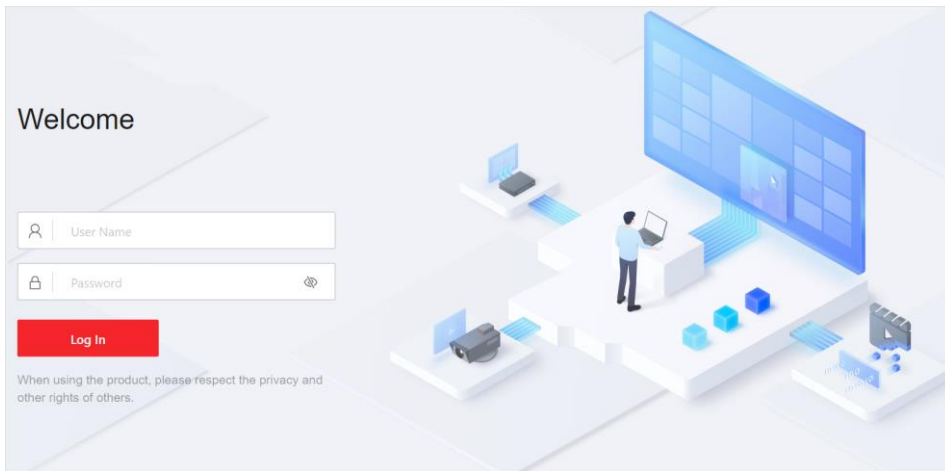 Welcome
User Name
Password
Log In
When using the product, please respect the privacy and
other rights of others.